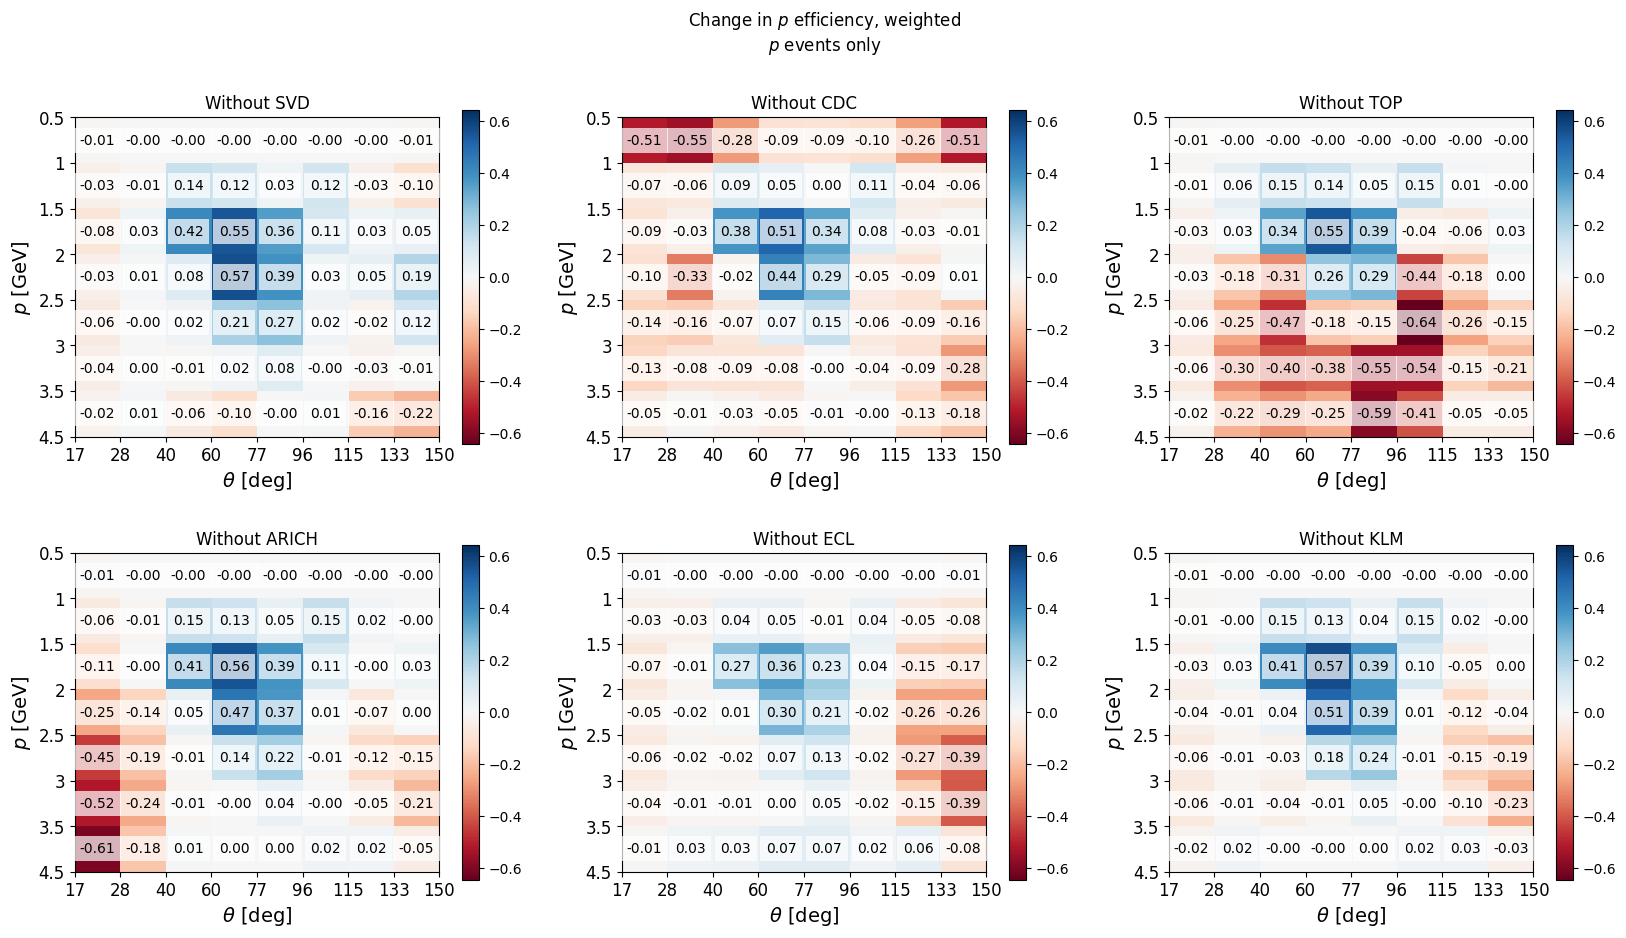 Change in p efficiency, weighted
p events only
Without SVD
0.5 -0.01 -0.00 -0.00 -0.00 -0.00 -0.00 -0.00 -0.01
1 -0.03 -0.01 0.14 0.12 0.03 0.12 -0.03 -0.10
1.5 -0.08 0.03 0.42 0.55 0.36 0.11 0.03 0.05
2 -0.03 0.01 0.08 0.57 0.39 0.03 0.05 0.19
2.5 -0.06 -0.00 0.02 0.21 0.27 0.02 -0.02 0.12
3 -0.04 0.00 -0.01 0.02 0.08 -0.00 -0.03 -0.01
3.5 -0.02 0.01 -0.06 -0.10 -0.00 0.01 -0.16 -0.22
4.5
17 28 40 60 77 96 115 133 150
θ [deg]
p [GeV]
0.6
0.4
0.2
0.0
−0.2
−0.4
−0.6
Without CDC
0.5 -0.51 -0.55 -0.28 -0.09 -0.09 -0.10 -0.26 -0.51
1 -0.07 -0.06 0.09 0.05 0.00 0.11 -0.04 -0.06
1.5 -0.09 -0.03 0.38 0.51 0.34 0.08 -0.03 -0.01
2 -0.10 -0.33 -0.02 0.44 0.29 -0.05 -0.09 0.01
2.5 -0.14 -0.16 -0.07 0.07 0.15 -0.06 -0.09 -0.16
3 -0.13 -0.08 -0.09 -0.08 -0.00 -0.04 -0.09 -0.28
3.5 -0.05 -0.01 -0.03 -0.05 -0.01 -0.00 -0.13 -0.18
4.5
17 28 40 60 77 96 115 133 150
θ [deg]
p [GeV]
0.6
0.4
0.2
0.0
−0.2
−0.4
−0.6
Without TOP
0.5 -0.01 -0.00 -0.00 -0.00 -0.00 -0.00 -0.00 -0.00
1 -0.01 0.06 0.15 0.14 0.05 0.15 0.01 -0.00
1.5 -0.03 0.03 0.34 0.55 0.39 -0.04 -0.06 0.03
2 -0.03 -0.18 -0.31 0.26 0.29 -0.44 -0.18 0.00
2.5 -0.06 -0.25 -0.47 -0.18 -0.15 -0.64 -0.26 -0.15
3 -0.06 -0.30 -0.40 -0.38 -0.55 -0.54 -0.15 -0.21
3.5 -0.02 -0.22 -0.29 -0.25 -0.59 -0.41 -0.05 -0.05
4.5
17 28 40 60 77 96 115 133 150
θ [deg]
p [GeV]
0.6
0.4
0.2
0.0
−0.2
−0.4
−0.6
Without ARICH
0.5 -0.01 -0.00 -0.00 -0.00 -0.00 -0.00 -0.00 -0.00
1 -0.06 -0.01 0.15 0.13 0.05 0.15 0.02 -0.00
1.5 -0.11 -0.00 0.41 0.56 0.39 0.11 -0.00 0.03
2 -0.25 -0.14 0.05 0.47 0.37 0.01 -0.07 0.00
2.5 -0.45 -0.19 -0.01 0.14 0.22 -0.01 -0.12 -0.15
3 -0.52 -0.24 -0.01 -0.00 0.04 -0.00 -0.05 -0.21
3.5 -0.61 -0.18 0.01 0.00 0.00 0.02 0.02 -0.05
4.5
17 28 40 60 77 96 115 133 150
θ [deg]
p [GeV]
0.6
0.4
0.2
0.0
−0.2
−0.4
−0.6
Without ECL
0.5 -0.01 -0.00 -0.00 -0.00 -0.00 -0.00 -0.00 -0.01
1 -0.03 -0.03 0.04 0.05 -0.01 0.04 -0.05 -0.08
1.5 -0.07 -0.01 0.27 0.36 0.23 0.04 -0.15 -0.17
2 -0.05 -0.02 0.01 0.30 0.21 -0.02 -0.26 -0.26
2.5 -0.06 -0.02 -0.02 0.07 0.13 -0.02 -0.27 -0.39
3 -0.04 -0.01 -0.01 0.00 0.05 -0.02 -0.15 -0.39
3.5 -0.01 0.03 0.03 0.07 0.07 0.02 0.06 -0.08
4.5
17 28 40 60 77 96 115 133 150
θ [deg]
p [GeV]
0.6
0.4
0.2
0.0
−0.2
−0.4
−0.6
Without KLM
0.5 -0.01 -0.00 -0.00 -0.00 -0.00 -0.00 -0.00 -0.00
1 -0.01 -0.00 0.15 0.13 0.04 0.15 0.02 -0.00
1.5 -0.03 0.03 0.41 0.57 0.39 0.10 -0.05 0.00
2 -0.04 -0.01 0.04 0.51 0.39 0.01 -0.12 -0.04
2.5 -0.06 -0.01 -0.03 0.18 0.24 -0.01 -0.15 -0.19
3 -0.06 -0.01 -0.04 -0.01 0.05 -0.00 -0.10 -0.23
3.5 -0.02 0.02 -0.00 -0.00 0.00 0.02 0.03 -0.03
4.5
17 28 40 60 77 96 115 133 150
θ [deg]
p [GeV]
0.6
0.4
0.2
0.0
−0.2
−0.4
−0.6